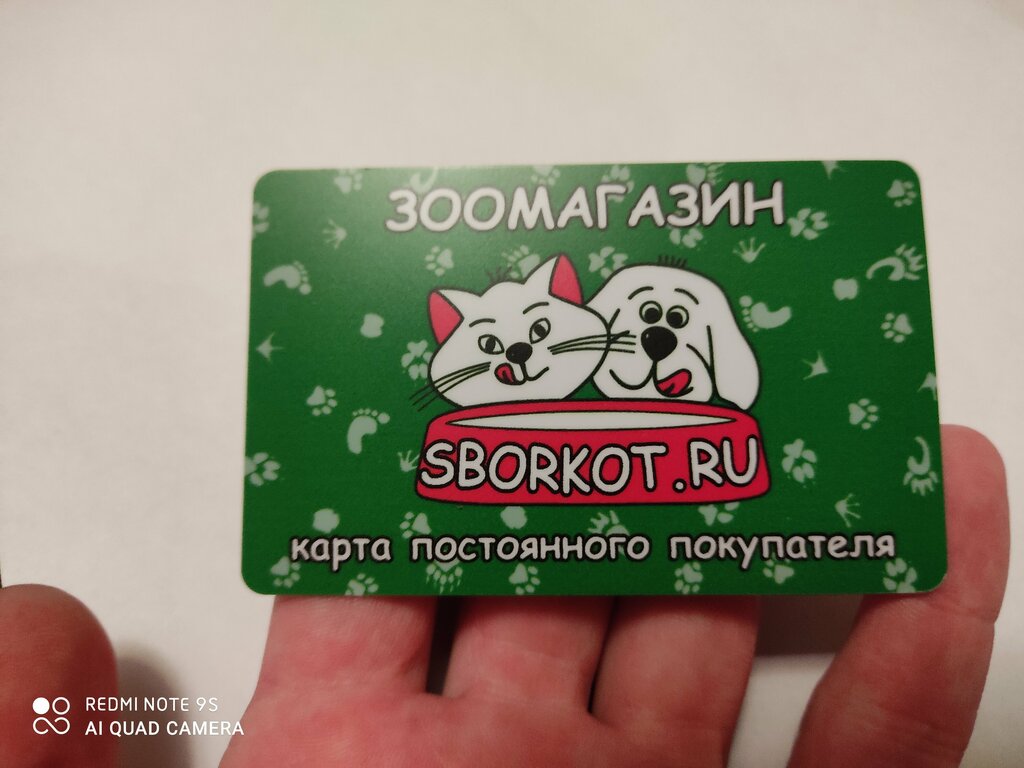 ЗООМАГАЗИН
SBORKOT.RU
карта постоянного покупателя
REDMI NOTE 9S
AI QUAD CAMERA